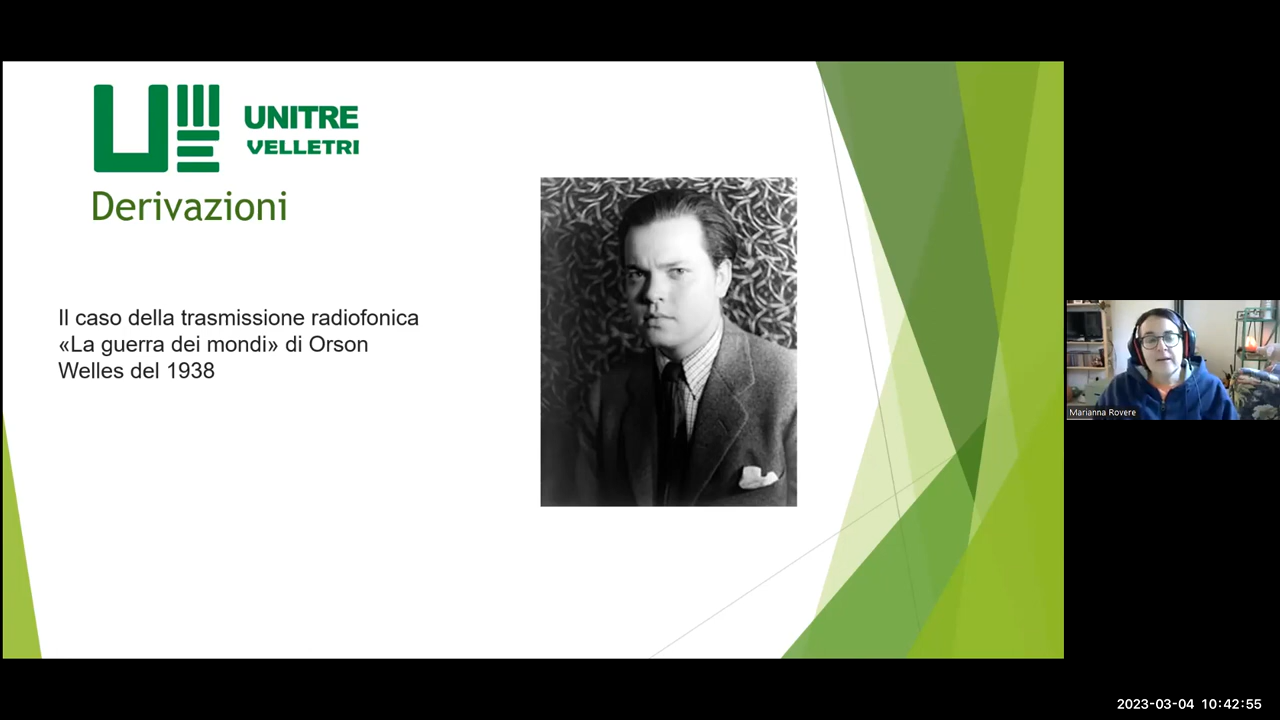 UNITRE
VELLETRI
Derivazioni
Il caso della trasmissione radiofonica
«La guerra dei mondi» di Orson
Welles del 1938
Marianna Rovere
2023-03-04 10:42:55